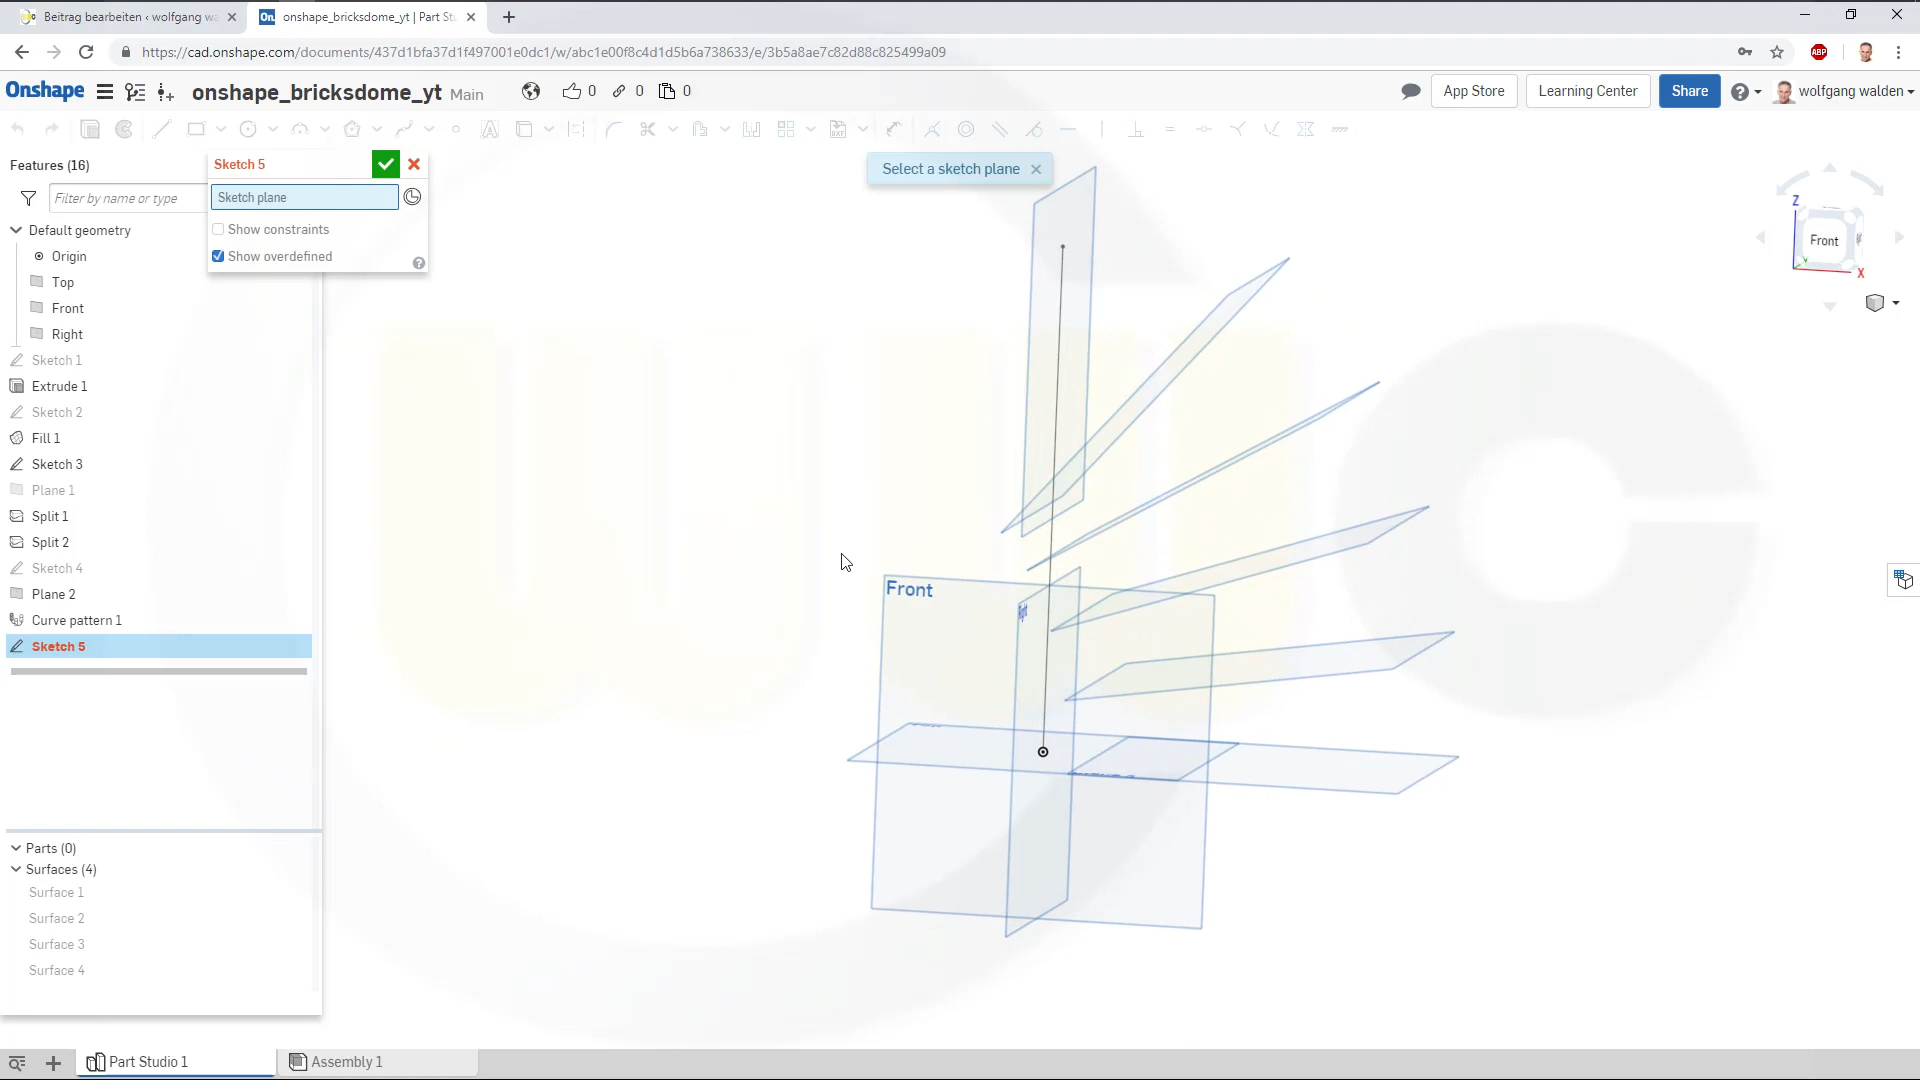 Beitrag bearbeiten ‹ wolfgang wa
On. onshape_bricksdome_yt | Part St
https://cad.onshape.com/documents/437d1bfa37d1f497001e0dc1/w/abc1e00f8c4d1d5b6a738633/e/3b5a8ae7c82d88c825499a09
ABP
Onshape onshape_bricksdome_yt Main 0 0 0 App Store Learning Center Share wolfgang walden
Features (16)
Sketch 5
Select a sketch plane
Filter by name or type
Sketch plane
Show constraints
Show overdefined
Default geometry
Origin
Top
Front
Right
Sketch 1
Extrude 1
Sketch 2
Fill 1
Sketch 3
Plane 1
Split 1
Split 2
Sketch 4
Plane 2
Curve pattern 1
Sketch 5
Parts (0)
Surfaces (4)
Surface 1
Surface 2
Surface 3
Surface 4
Front
Z
Front
X
Part Studio 1
Assembly 1